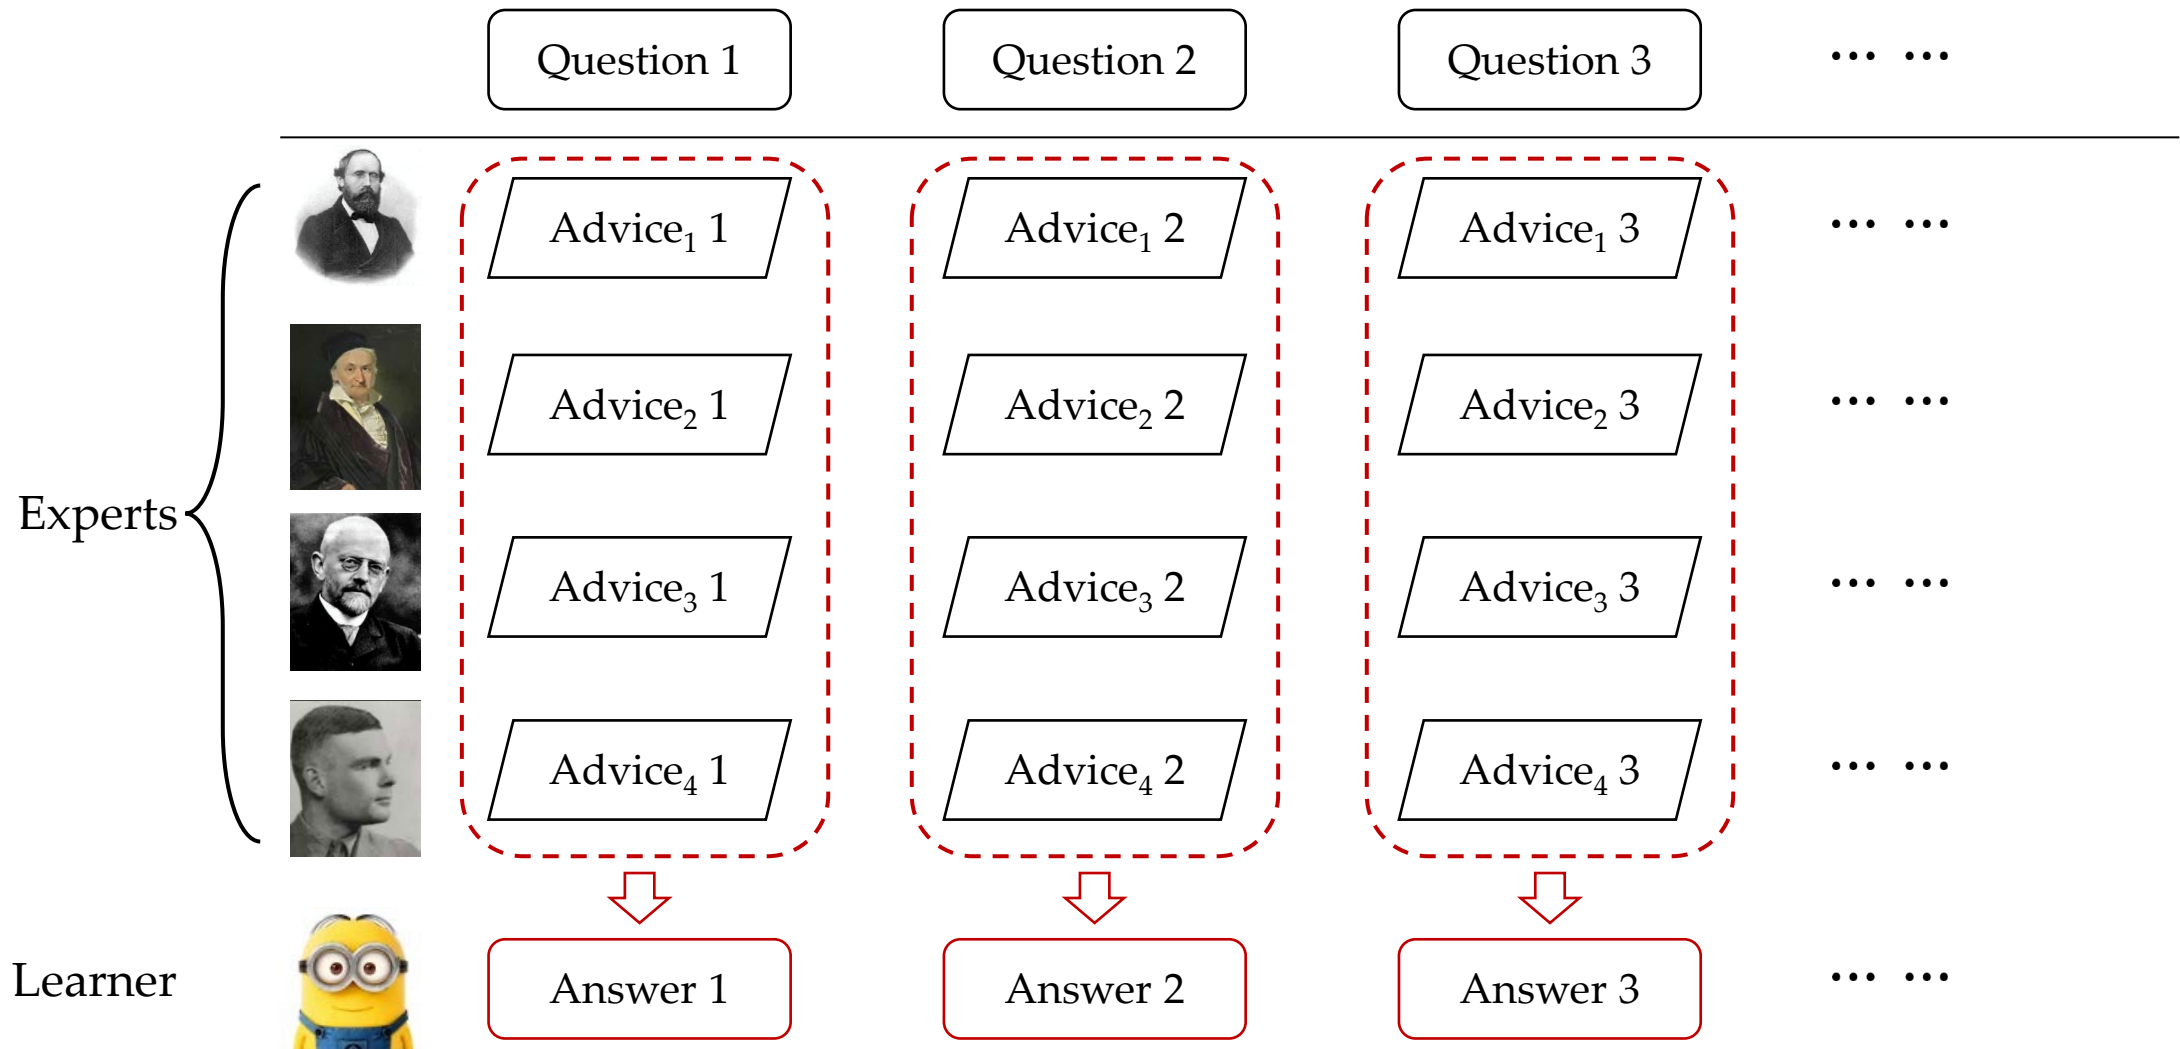 Question 1 Question 2 Question 3 ... ...
Advice₁ 1 Advice₁ 2 Advice₁ 3 ... ...
Advice₂ 1 Advice₂ 2 Advice₂ 3 ... ...
Experts
Advice₃ 1 Advice₃ 2 Advice₃ 3 ... ...
Advice₄ 1 Advice₄ 2 Advice₄ 3 ... ...
Learner Answer 1 Answer 2 Answer 3 ... ...